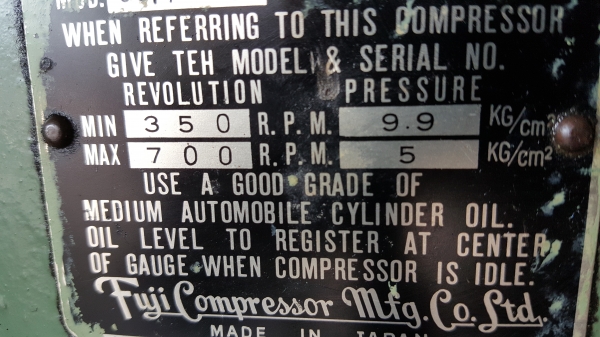 WHEN REFERRING TO THIS COMPRESSOR
GIVE TEH MODEL & SERIAL NO.
REVOLUTION PRESSURE
MIN 350 R.P.M. 9.9 KG/cm²
MAX 700 R.P.M. 5 KG/cm²
USE A GOOD GRADE OF
MEDIUM AUTOMOBILE CYLINDER OIL.
OIL LEVEL TO REGISTER AT CENTER
OF GAUGE WHEN COMPRESSOR IS IDLE.
Fuji Compressor Mfg. Co. Ltd.
MADE IN JAPAN